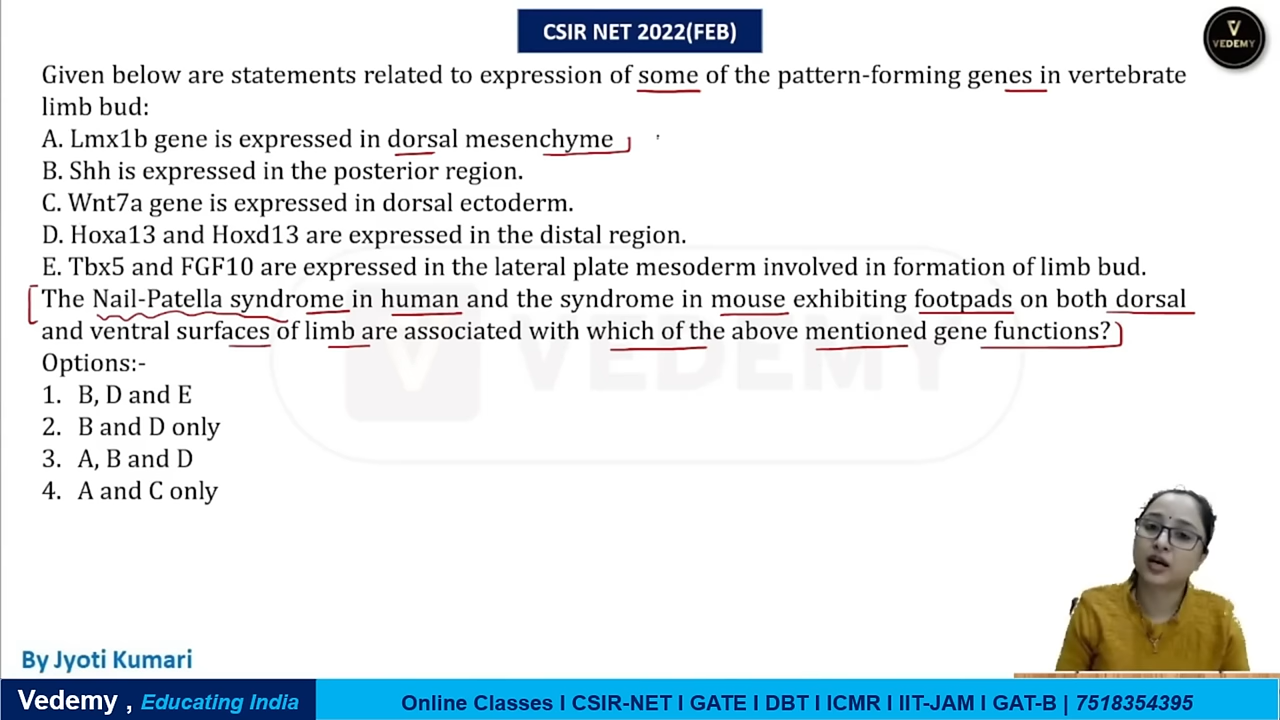 CSIR NET 2022(FEB)
VEDEMY
Given below are statements related to expression of some of the pattern-forming genes in vertebrate
limb bud:
A. Lmx1b gene is expressed in dorsal mesenchyme
B. Shh is expressed in the posterior region.
C. Wnt7a gene is expressed in dorsal ectoderm.
D. Hoxa13 and Hoxd13 are expressed in the distal region.
E. Tbx5 and FGF10 are expressed in the lateral plate mesoderm involved in formation of limb bud.
The Nail-Patella syndrome in human and the syndrome in mouse exhibiting footpads on both dorsal
and ventral surfaces of limb are associated with which of the above mentioned gene functions?
VEDEMY
Options:-
1. B, D and E
2. B and D only
3. A, B and D
4. A and C only
By Jyoti Kumari
Vedemy , Educating India
Online Classes I CSIR-NET I GATE I DBT I ICMR I IIT-JAM I GAT-B | 7518354395